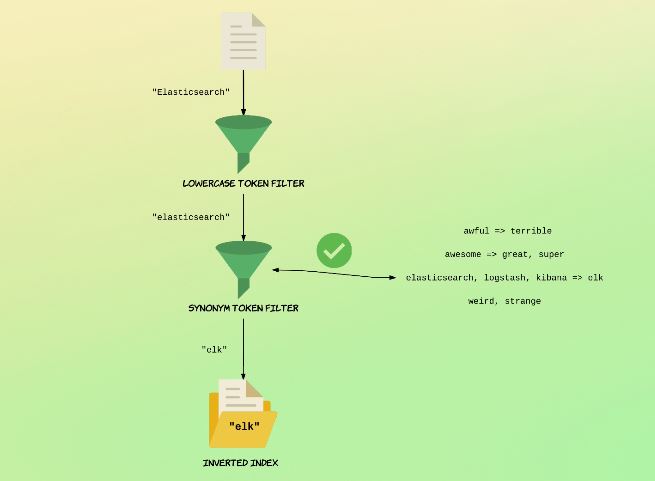 "Elasticsearch"
LOWERCASE TOKEN FILTER
"elasticsearch"
awful => terrible
awesome => great, super
elasticsearch, logstash, kibana => elk
weird, strange
SYNONYM TOKEN FILTER
"elk"
"elk"
INVERTED INDEX